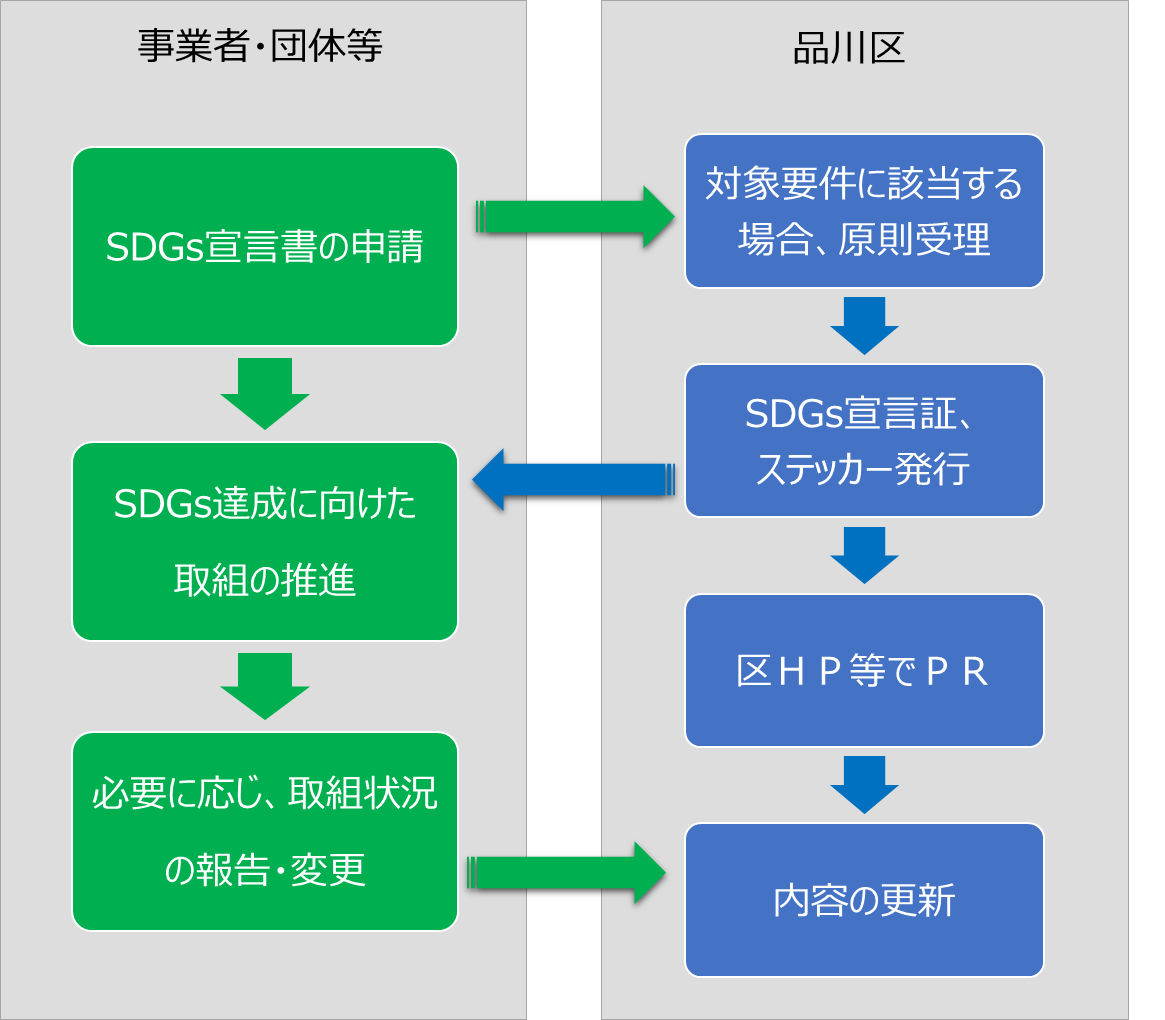 事業者・団体等
SDGs宣言書の申請
SDGs達成に向けた
取組の推進
必要に応じ、取組状況
の報告・変更
品川区
対象要件に該当する
場合、原則受理
SDGs宣言証、
ステッカー発行
区ＨＰ等でＰＲ
内容の更新